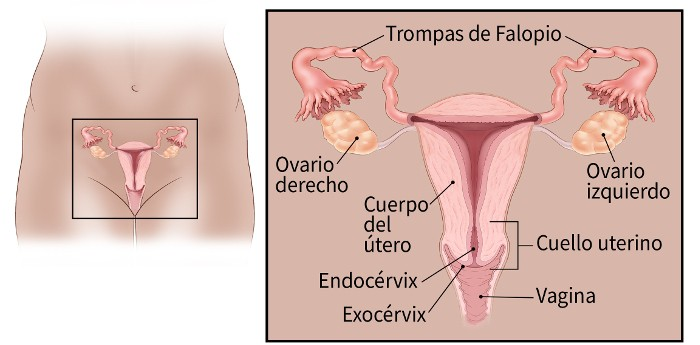 Trompas de Falopio
Ovario
derecho
Ovario
izquierdo
Cuerpo
del
útero
Cuello uterino
Endocérvix
Vagina
Exocérvix